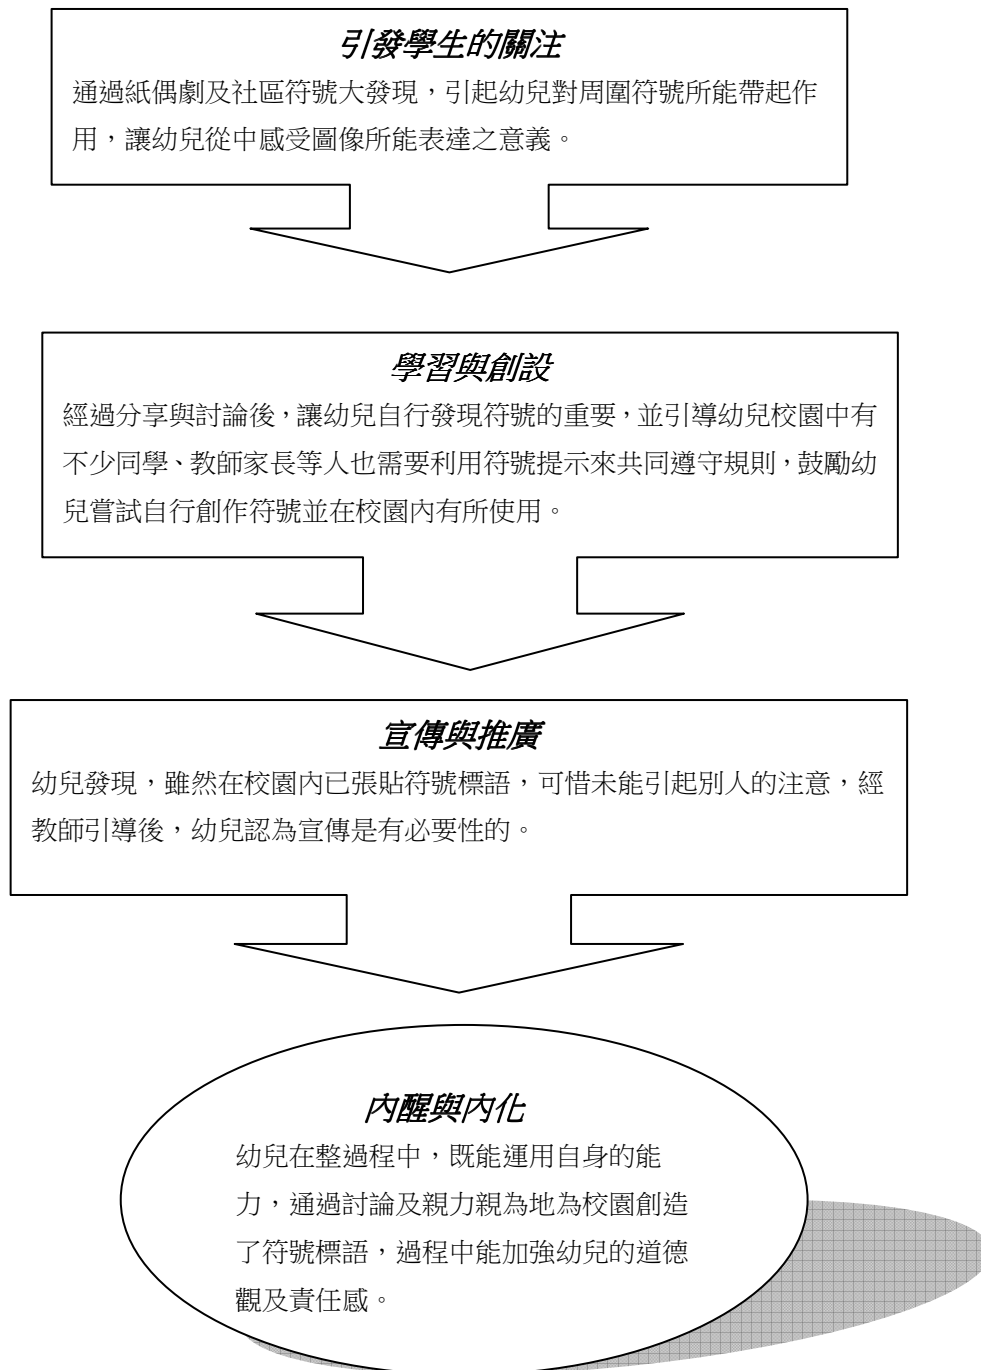 引發學生的關注
通過紙偶劇及社區符號大發現，引起幼兒對周圍符號所能帶起作
用，讓幼兒從中感受圖像所能表達之意義。
學習與創設
經過分享與討論後，讓幼兒自行發現符號的重要，並引導幼兒校園中有
不少同學、教師家長等人也需要利用符號提示來共同遵守規則，鼓勵幼
兒嘗試自行創作符號並在校園內有所使用。
宣傳與推廣
幼兒發現，雖然在校園內已張貼符號標語，可惜未能引起別人的注意，經
教師引導後，幼兒認為宣傳是有必要性的。
內醒與內化
幼兒在整過程中，既能運用自身的能
力，通過討論及親力親為地為校園創造
了符號標語，過程中能加強幼兒的道德
觀及責任感。